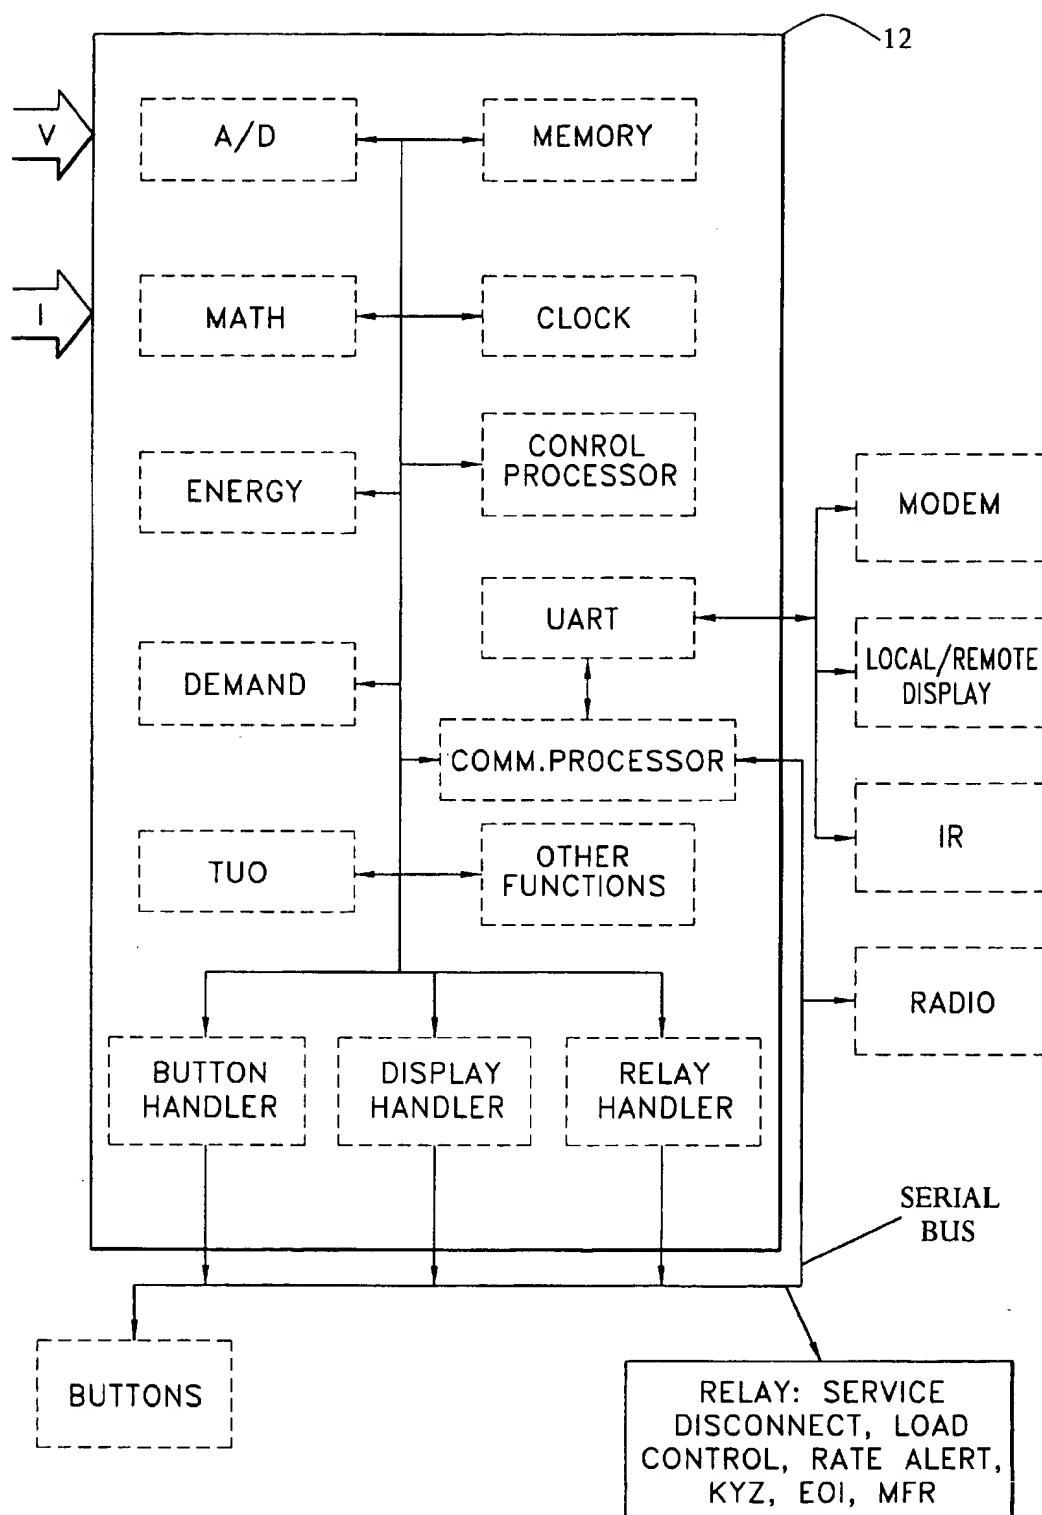 12
V
A/D
MEMORY
I
MATH
CLOCK
CONROL
PROCESSOR
ENERGY
MODEM
UART
LOCAL/REMOTE
DISPLAY
DEMAND
COMM.PROCESSOR
IR
TUO
OTHER
FUNCTIONS
RADIO
BUTTON
HANDLER
DISPLAY
HANDLER
RELAY
HANDLER
SERIAL
BUS
BUTTONS
RELAY: SERVICE
DISCONNECT, LOAD
CONTROL, RATE ALERT,
KYZ, EOI, MFR